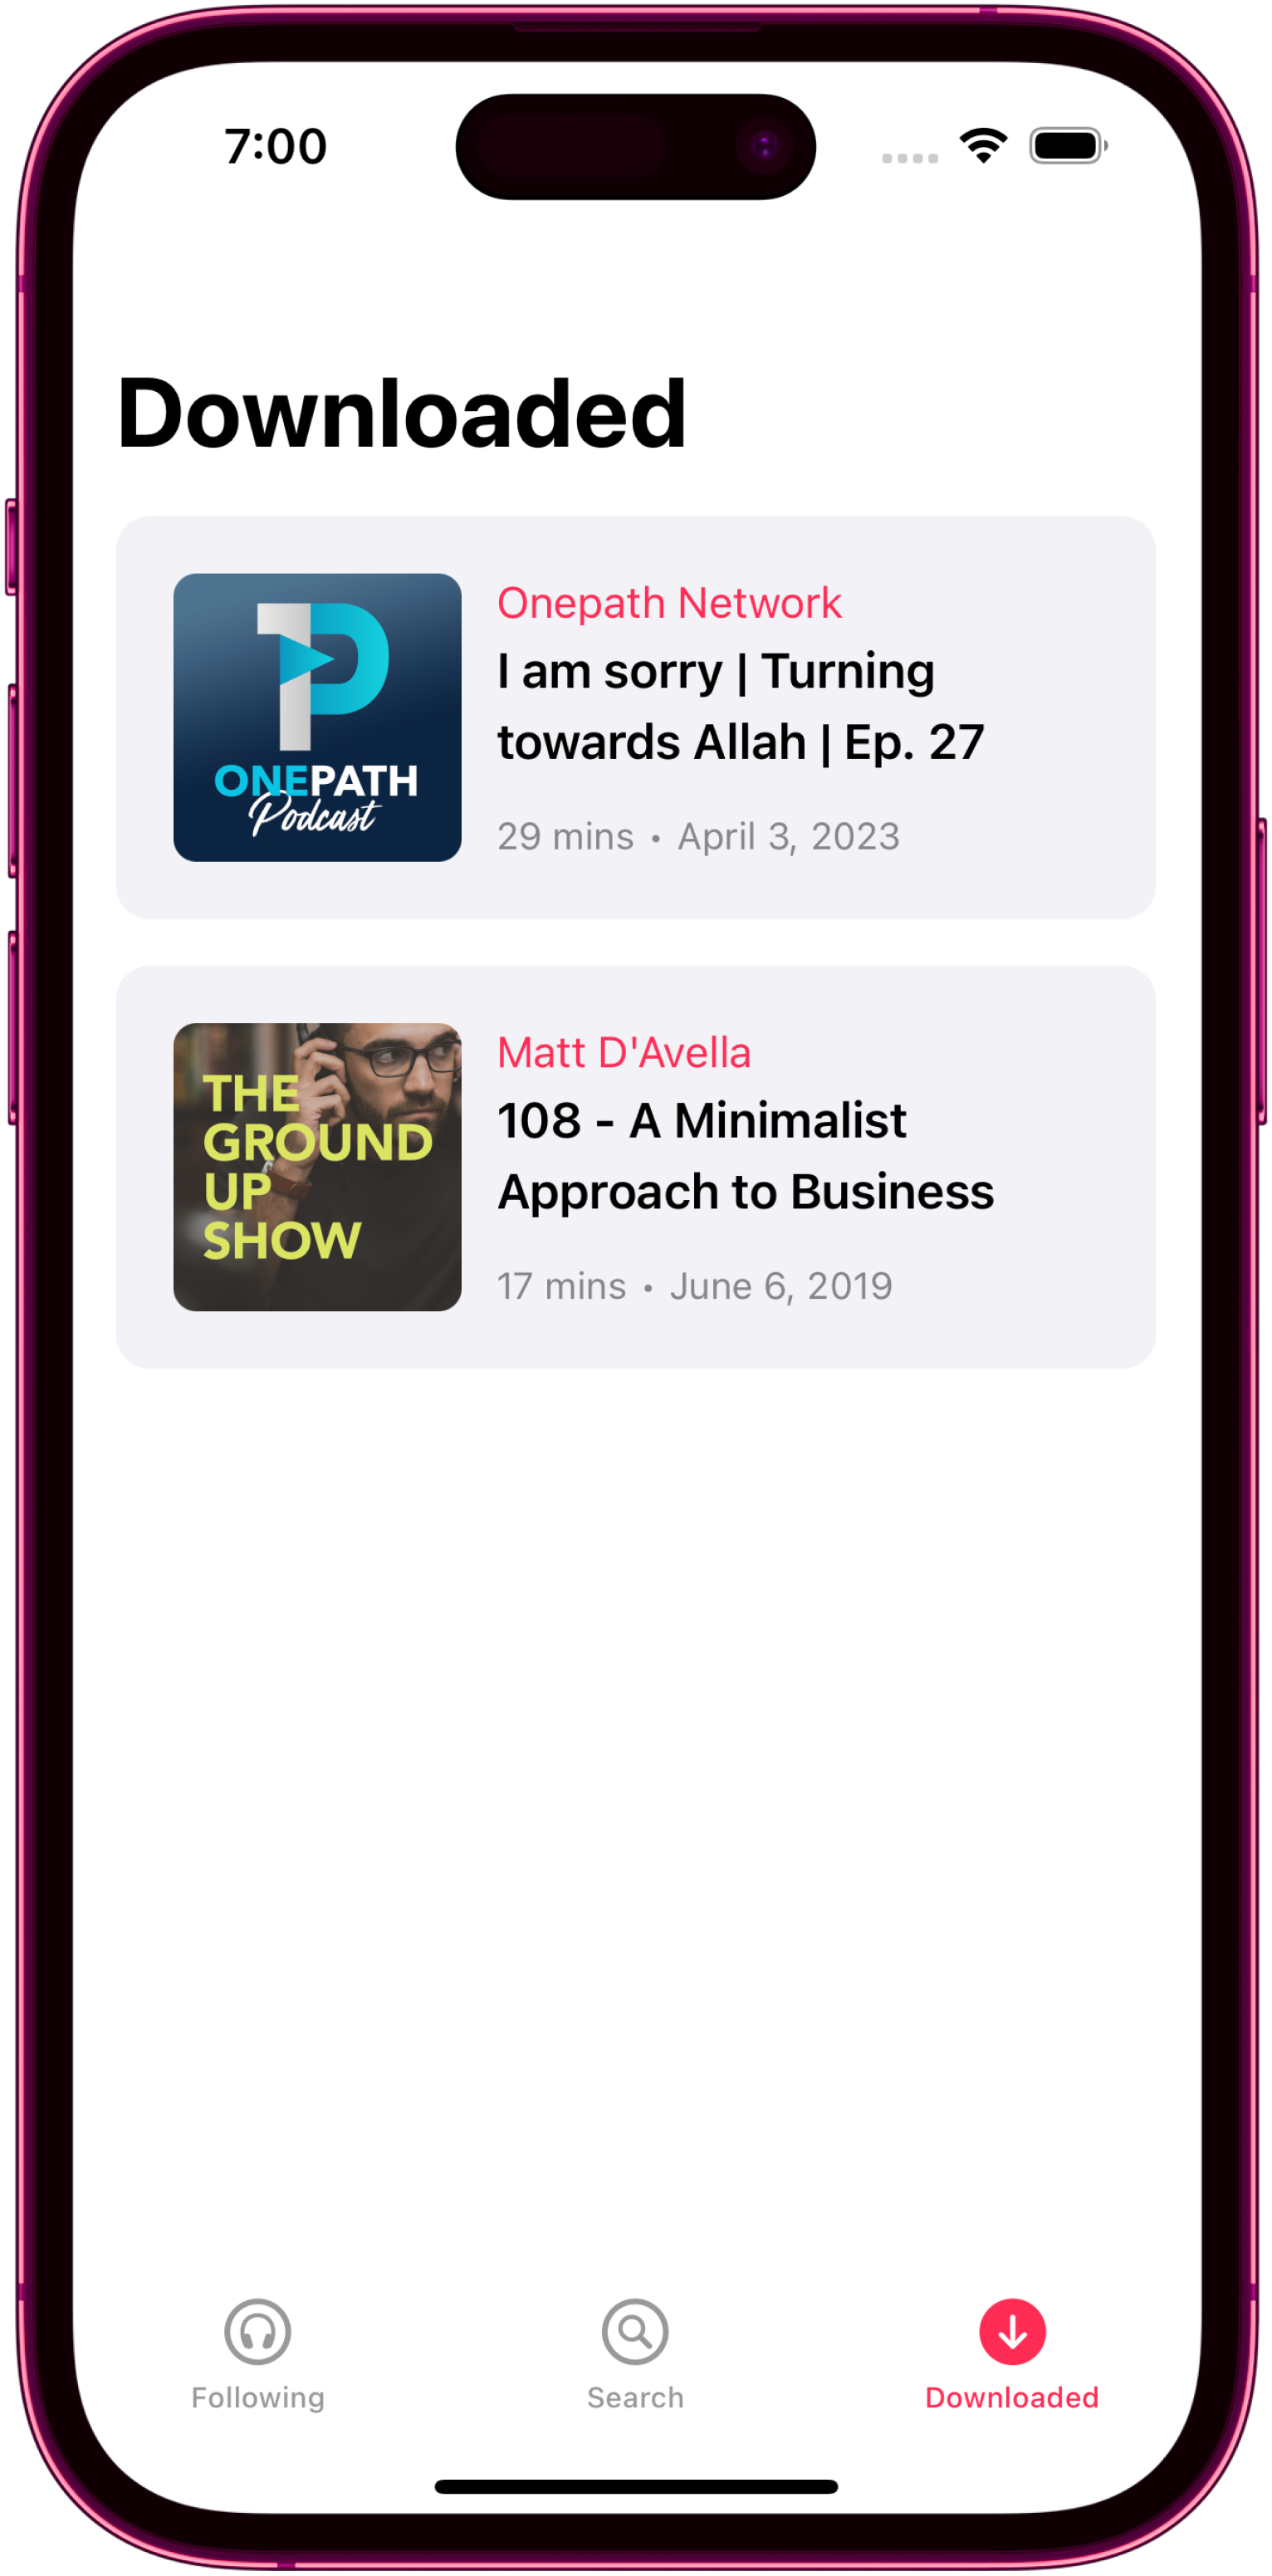 7:00
Downloaded
Onepath Network
I am sorry | Turning
towards Allah | Ep. 27
29 mins • April 3, 2023
ONEPATH
Podcast
Matt D'Avella
108 - A Minimalist
Approach to Business
17 mins • June 6, 2019
THE
GROUND
UP
SHOW
Following
Search
Downloaded